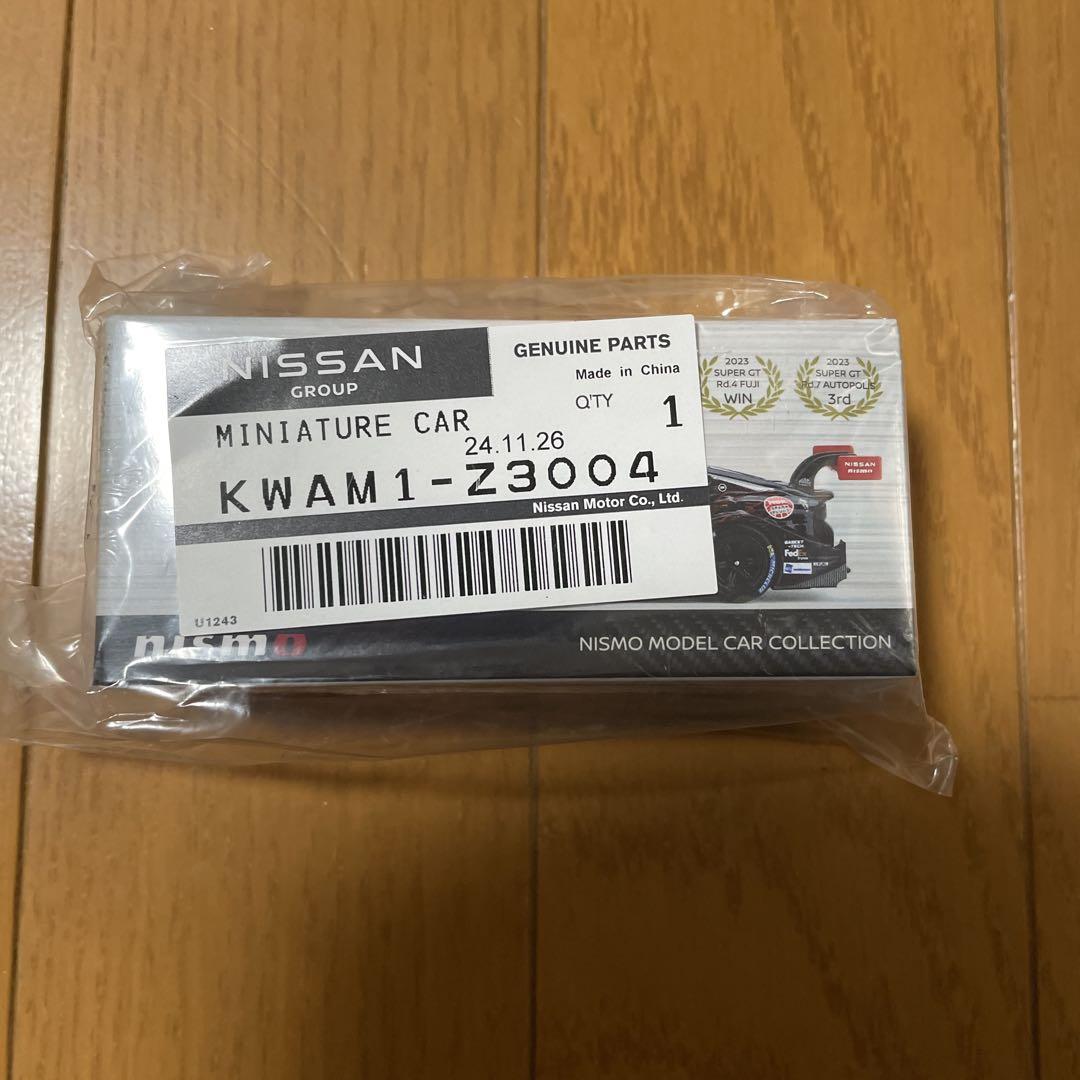 NISSAN
GROUP
GENUINE PARTS
Made in China
MINIATURE CAR
Q'TY
1
24.11.26
KWAM1-Z3004
Nissan Motor Co., Ltd.
U1243
2023
SUPER GT
Rd.4 FUJI
WIN
2023
SUPER GT
Rd.7 AUTOPOLIS
3rd
NISSAN
nismo
FedEx
MICHELIN
nismo
NISMO MODEL CAR COLLECTION